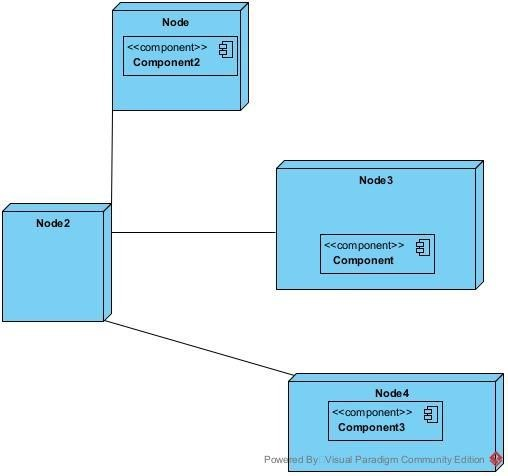 Node
<<component>>
Component2
Node3
<<component>>
Component
Node2
Node4
<<component>>
Component3
Powered By Visual Paradigm Community Edition